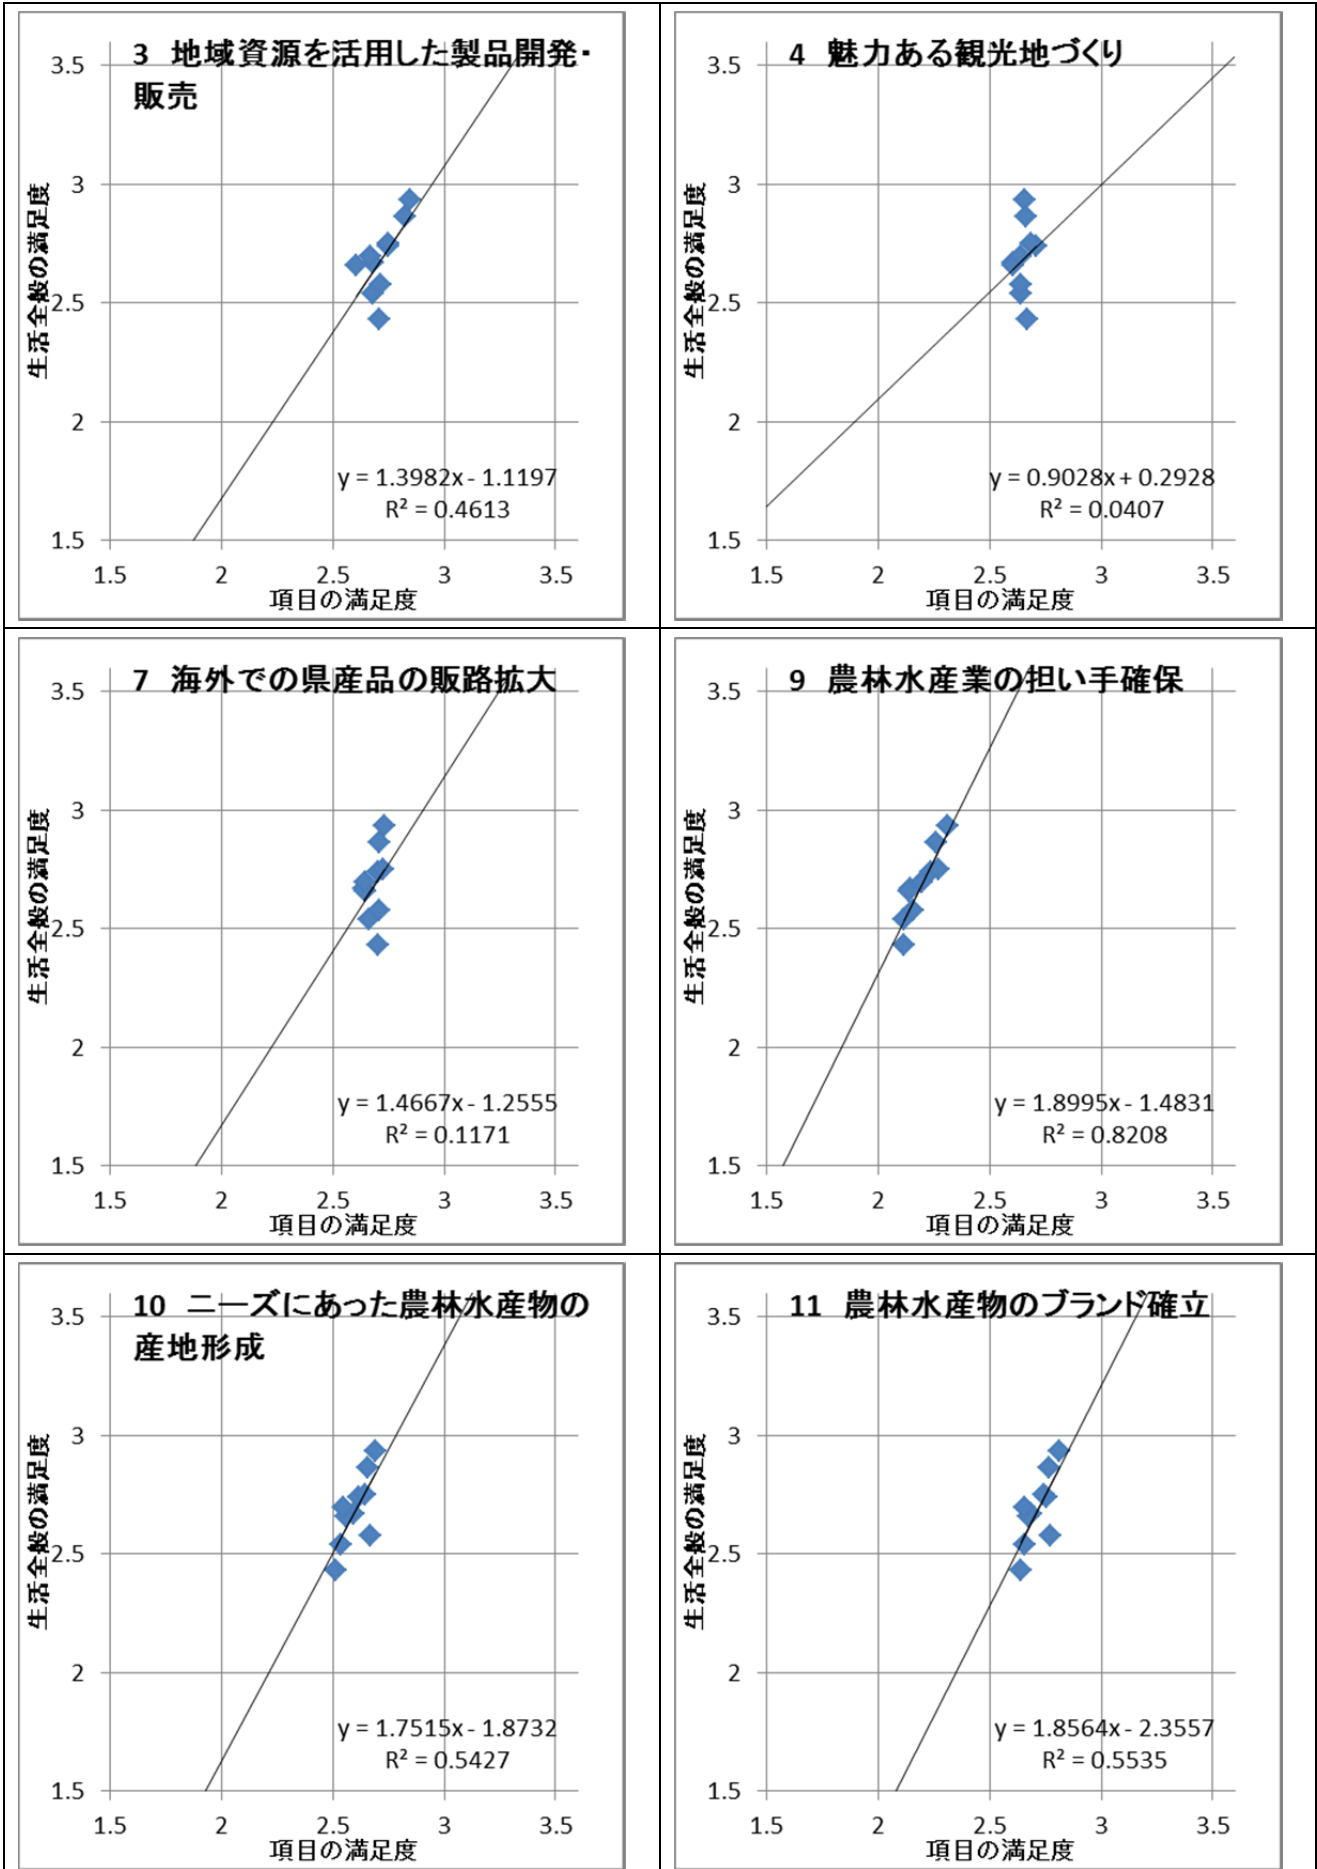 3 地域資源を活用した製品開発・
販売
3.5
3
2.5
2
1.5
生活全般の満足度
y = 1.3982x - 1.1197
R² = 0.4613
1.5 2 2.5 3 3.5
項目の満足度
4 魅力ある観光地づくり
3.5
3
2.5
2
1.5
生活全般の満足度
y = 0.9028x + 0.2928
R² = 0.0407
1.5 2 2.5 3 3.5
項目の満足度
7 海外での県産品の販路拡大
3.5
3
2.5
2
1.5
生活全般の満足度
y = 1.4667x - 1.2555
R² = 0.1171
1.5 2 2.5 3 3.5
項目の満足度
9 農林水産業の担い手確保
3.5
3
2.5
2
1.5
生活全般の満足度
y = 1.8995x - 1.4831
R² = 0.8208
1.5 2 2.5 3 3.5
項目の満足度
10 ニーズにあった農林水産物の
産地形成
3.5
3
2.5
2
1.5
生活全般の満足度
y = 1.7515x - 1.8732
R² = 0.5427
1.5 2 2.5 3 3.5
項目の満足度
11 農林水産物のブランド確立
3.5
3
2.5
2
1.5
生活全般の満足度
y = 1.8564x - 2.3557
R² = 0.5535
1.5 2 2.5 3 3.5
項目の満足度